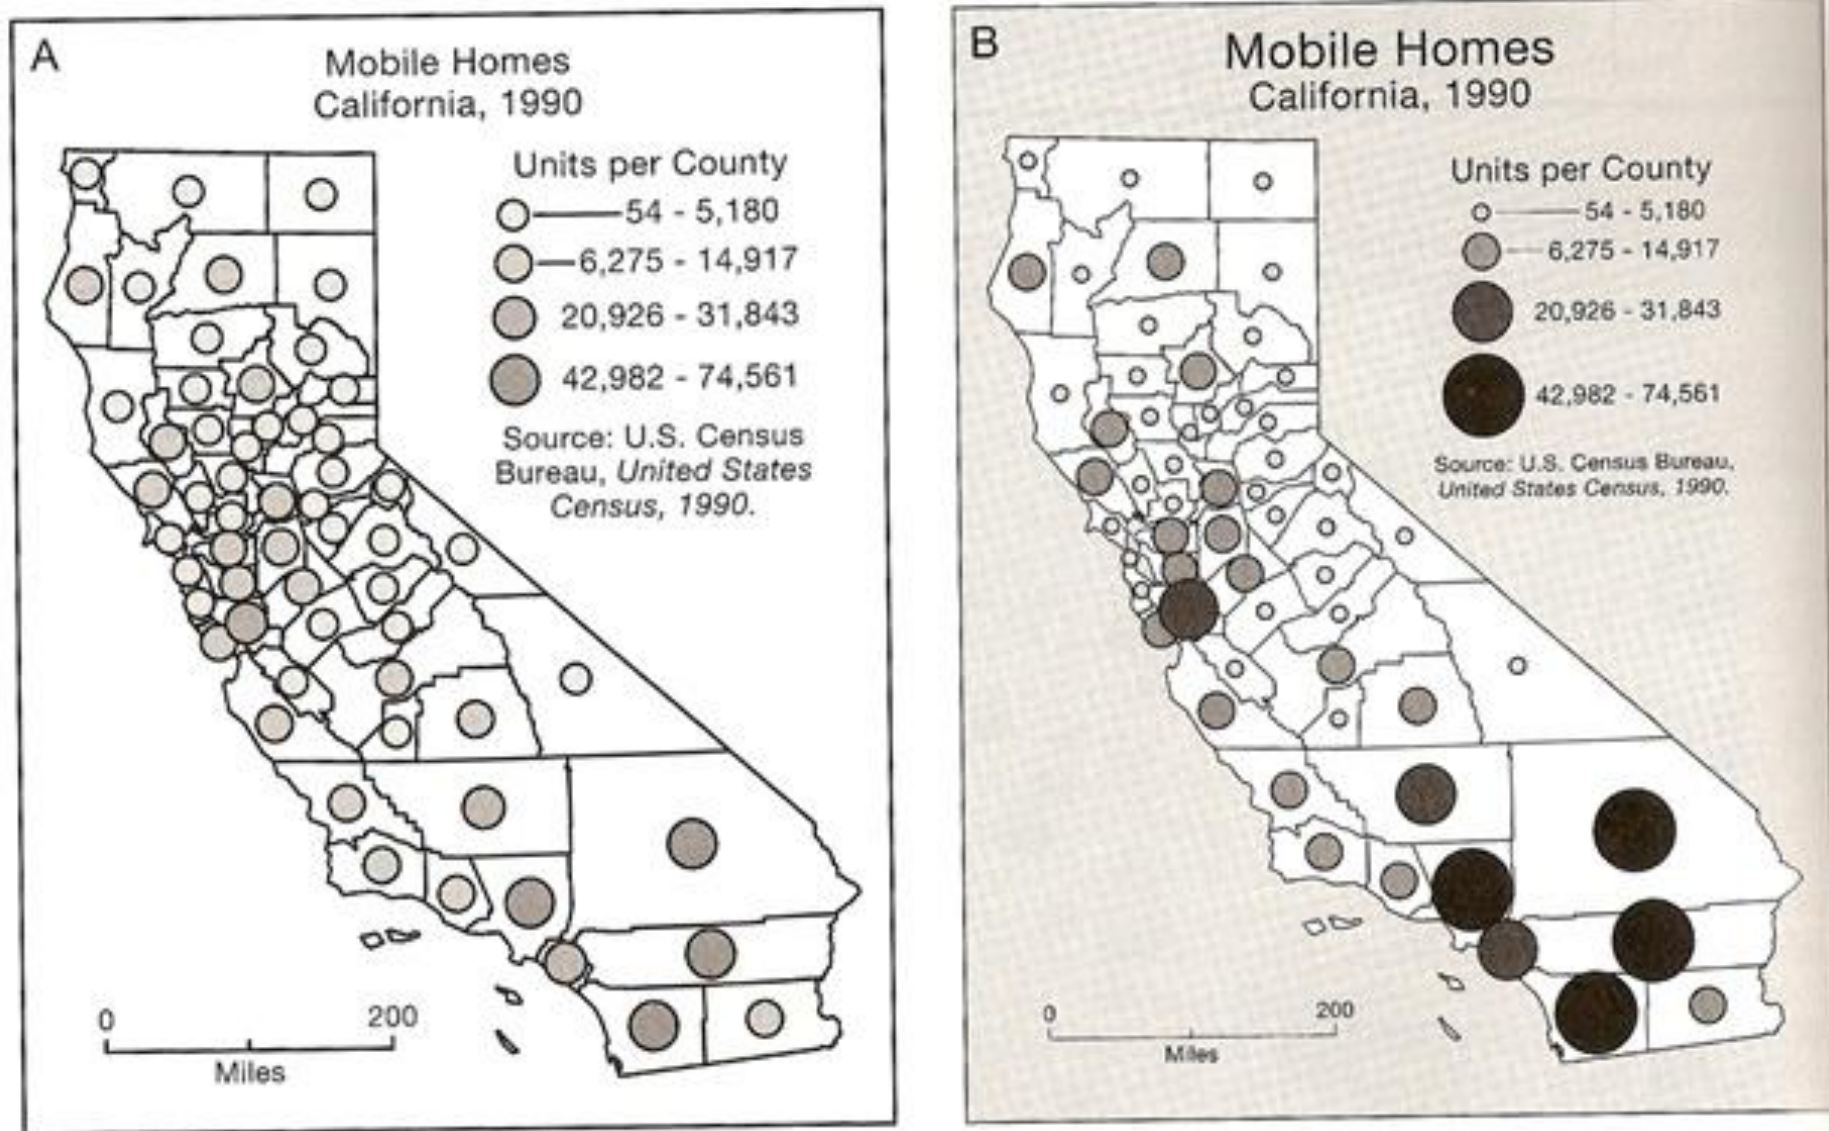 A
Mobile Homes
California, 1990
Units per County
54 - 5,180
6,275 - 14,917
20,926 - 31,843
42,982 - 74,561
Source: U.S. Census
Bureau, United States
Census, 1990.
0 200
Miles
B
Mobile Homes
California, 1990
Units per County
54 - 5,180
6,275 - 14,917
20,926 - 31,843
42,982 - 74,561
Source: U.S. Census Bureau,
United States Census, 1990.
0 200
Miles